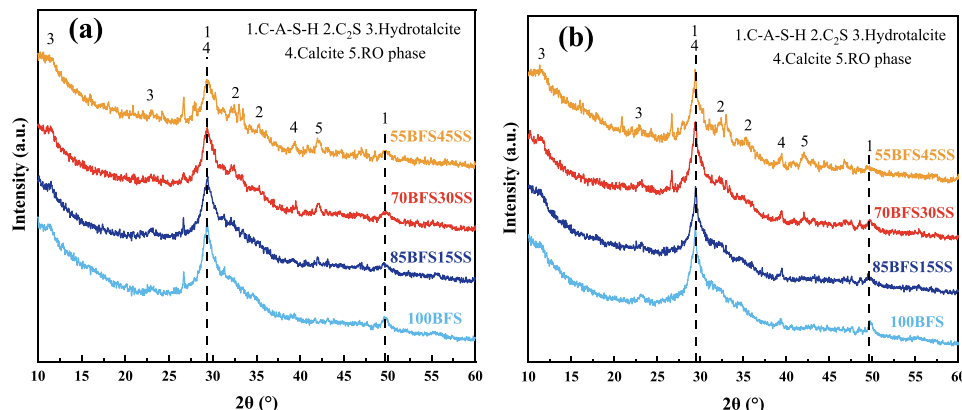 (a)
1.C-A-S-H 2.C₂S 3.Hydrotalcite
4.Calcite 5.RO phase
3
1
4
3
2
2
4
5
1
55BFS45SS
70BFS30SS
85BFS15SS
100BFS
Intensity (a.u.)
10 15 20 25 30 35 40 45 50 55 60
2θ (°)
(b)
1.C-A-S-H 2.C₂S 3.Hydrotalcite
4.Calcite 5.RO phase
3
1
4
3
2
2
4
5
1
55BFS45SS
70BFS30SS
85BFS15SS
100BFS
Intensity (a.u.)
10 15 20 25 30 35 40 45 50 55 60
2θ (°)